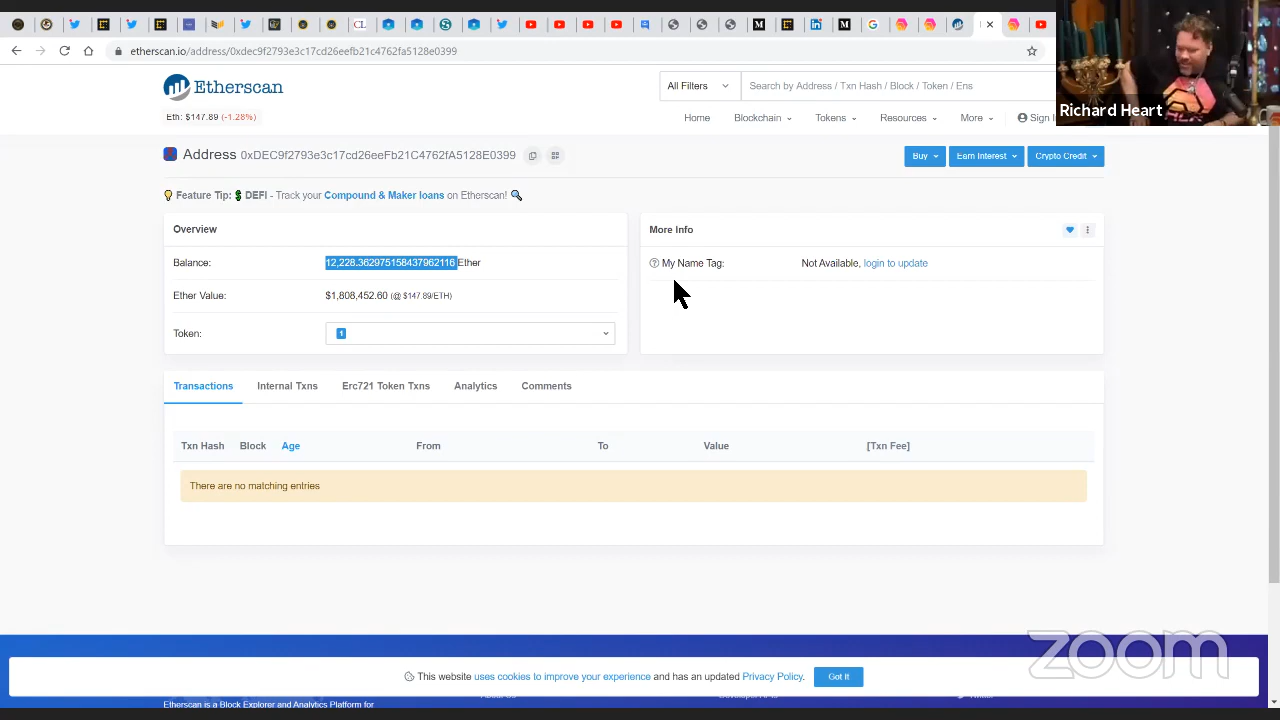 etherscan.io/address/0xdec9f2793e3c17cd26eefb21c4762fa5128e0399
Richard Heart
Etherscan
All Filters
Search by Address / Txn Hash / Block / Token / Ens
Eth: $147.89 (-1.28%)
Home Blockchain Tokens Resources More Sign
Address 0xDEC9f2793e3c17cd26eeFb21C4762fA5128E0399
Buy Earn Interest Crypto Credit
Feature Tip: DEFI - Track your Compound & Maker loans on Etherscan!
Overview
More Info
Balance: 12,228.362975158437962116 Ether
My Name Tag: Not Available, login to update
Ether Value: $1,808,452.60 (@ $147.89/ETH)
Token: 1
Transactions Internal Txns Erc721 Token Txns Analytics Comments
Txn Hash Block Age From To Value [Txn Fee]
There are no matching entries
zoom
This website uses cookies to improve your experience and has an updated Privacy Policy. Got It
Etherscan is a Block Explorer and Analytics Platform for